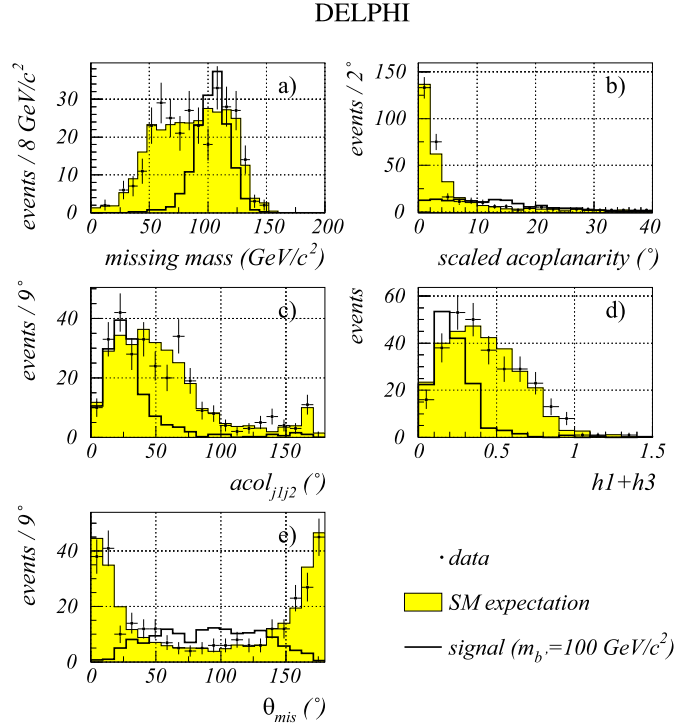 DELPHI
events / 8 GeV/c²
30
20
10
0
a)
0 50 100 150 200
missing mass (GeV/c²)
events / 2°
150
100
50
0
b)
0 10 20 30 40
scaled acoplanarity (°)
events / 9°
40
20
0
c)
0 50 100 150
acol_j1j2 (°)
events
60
40
20
0
d)
0 0.5 1 1.5
h1+h3
events / 9°
40
20
0
e)
0 50 100 150
θ_mis (°)
data
SM expectation
signal (m_b'=100 GeV/c²)